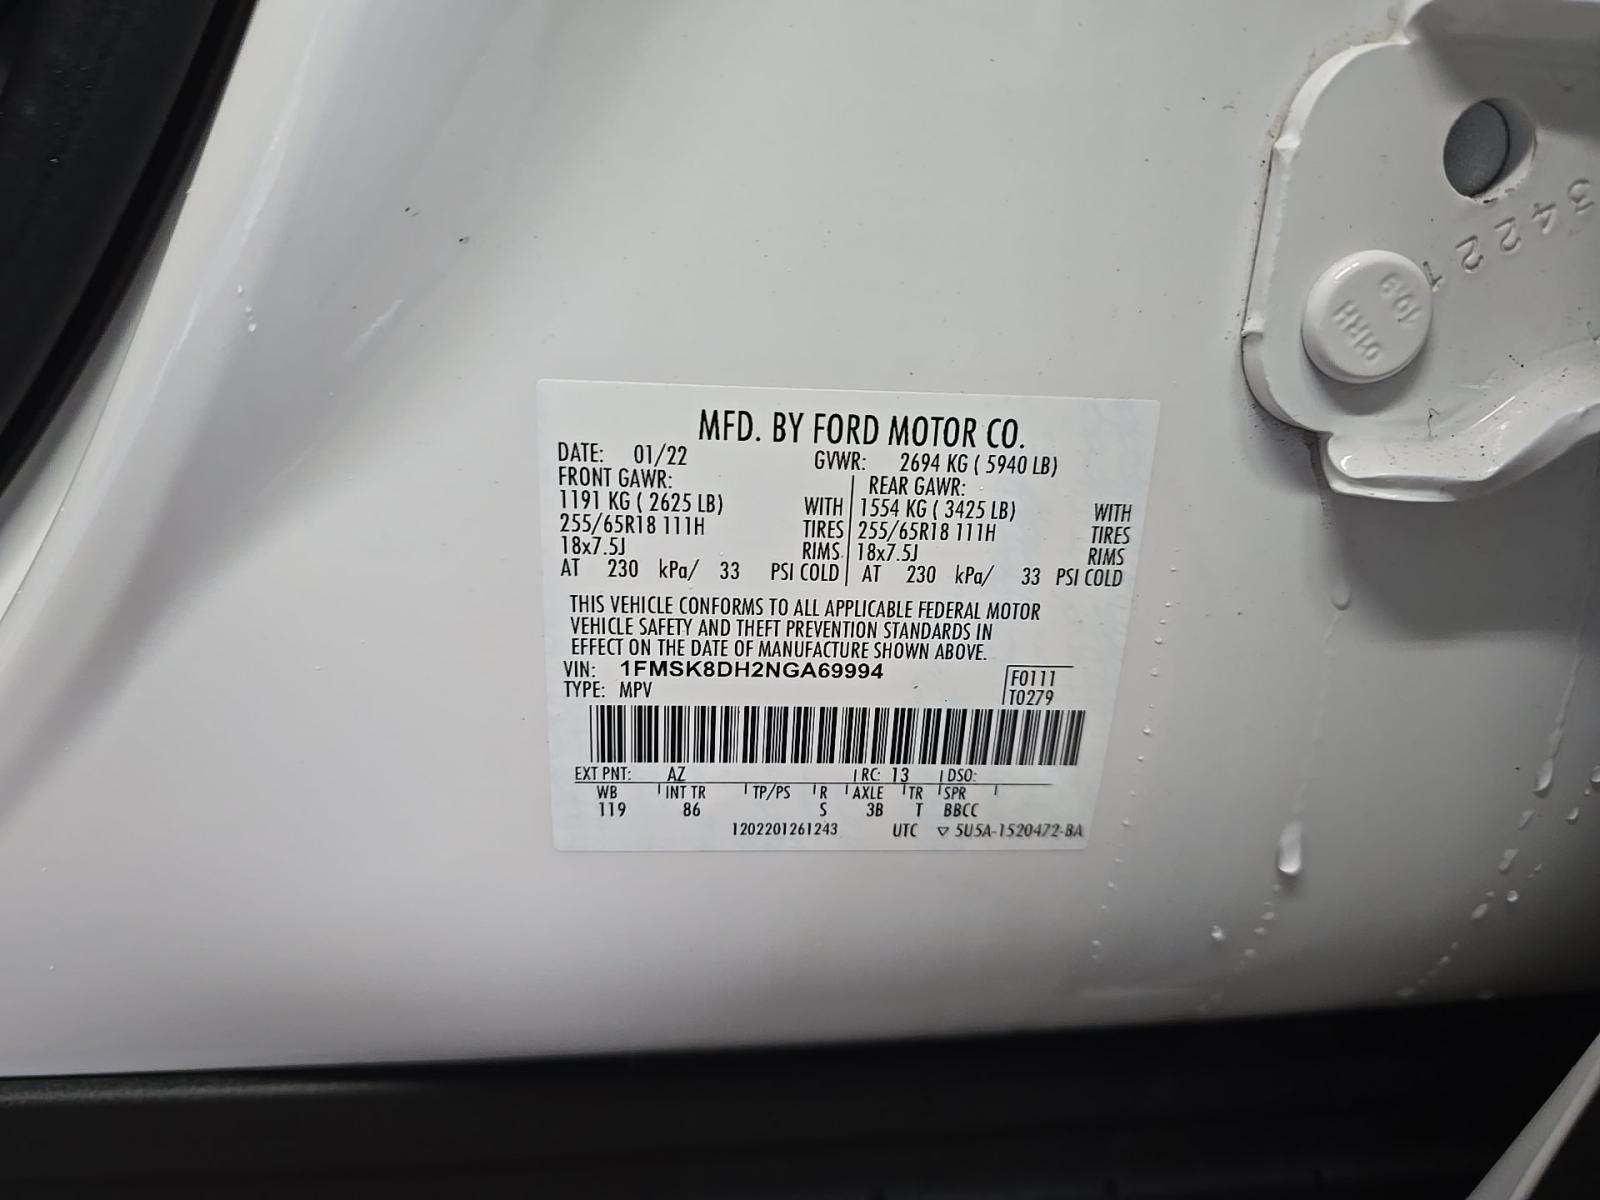 MFD. BY FORD MOTOR CO.
DATE: 01/22 GVWR: 2694 KG ( 5940 LB)
FRONT GAWR: REAR GAWR:
1191 KG ( 2625 LB) WITH 1554 KG ( 3425 LB) WITH
255/65R18 111H TIRES 255/65R18 111H TIRES
18x7.5J RIMS 18x7.5J RIMS
AT 230 kPa/ 33 PSI COLD AT 230 kPa/ 33 PSI COLD
THIS VEHICLE CONFORMS TO ALL APPLICABLE FEDERAL MOTOR
VEHICLE SAFETY AND THEFT PREVENTION STANDARDS IN
EFFECT ON THE DATE OF MANUFACTURE SHOWN ABOVE.
VIN: 1FMSK8DH2NGA69994
TYPE: MPV
F0111
T0279
EXT PNT: AZ RC: 13 DSO:
WB INT TR TP/PS R AXLE TR SPR
119 86 S 3B T BBCC
1202201261243 UTC ▽ 5U5A-1520472-BA
3422
01RH